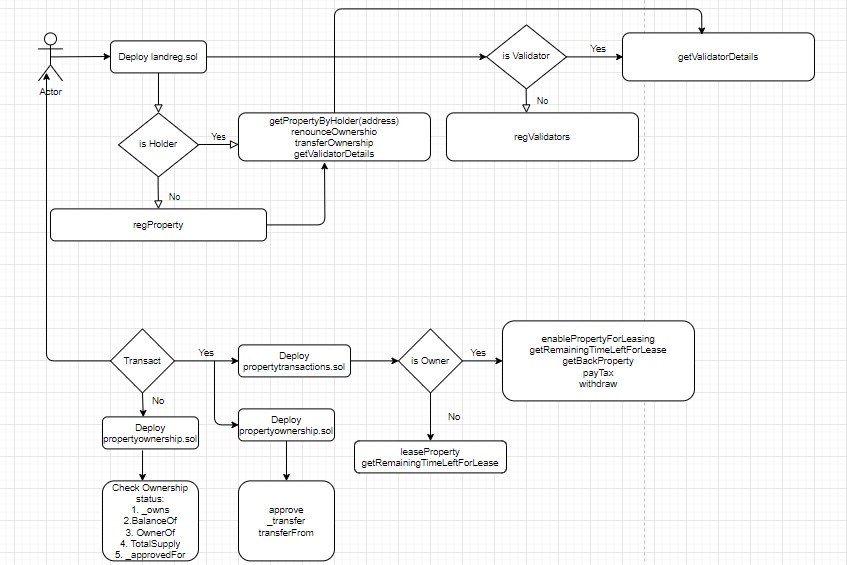 Actor
Deploy landreg.sol
is Validator
Yes
getValidatorDetails
No
regValidators
is Holder
Yes
getPropertyByHolder(address)
renounceOwnershio
transferOwnership
getValidatorDetails
No
regProperty
Transact
Yes
Deploy
propertytransactions.sol
is Owner
Yes
enablePropertyForLeasing
getRemainingTimeLeftForLease
getBackProperty
payTax
withdraw
No
Deploy
propertyownership.sol
Deploy
propertyownership.sol
No
leaseProperty
getRemainingTimeLeftForLease
Check Ownership
status:
1. _owns
2.BalanceOf
3. OwnerOf
4. TotalSupply
5. _approvedFor
approve
_transfer
transferFrom